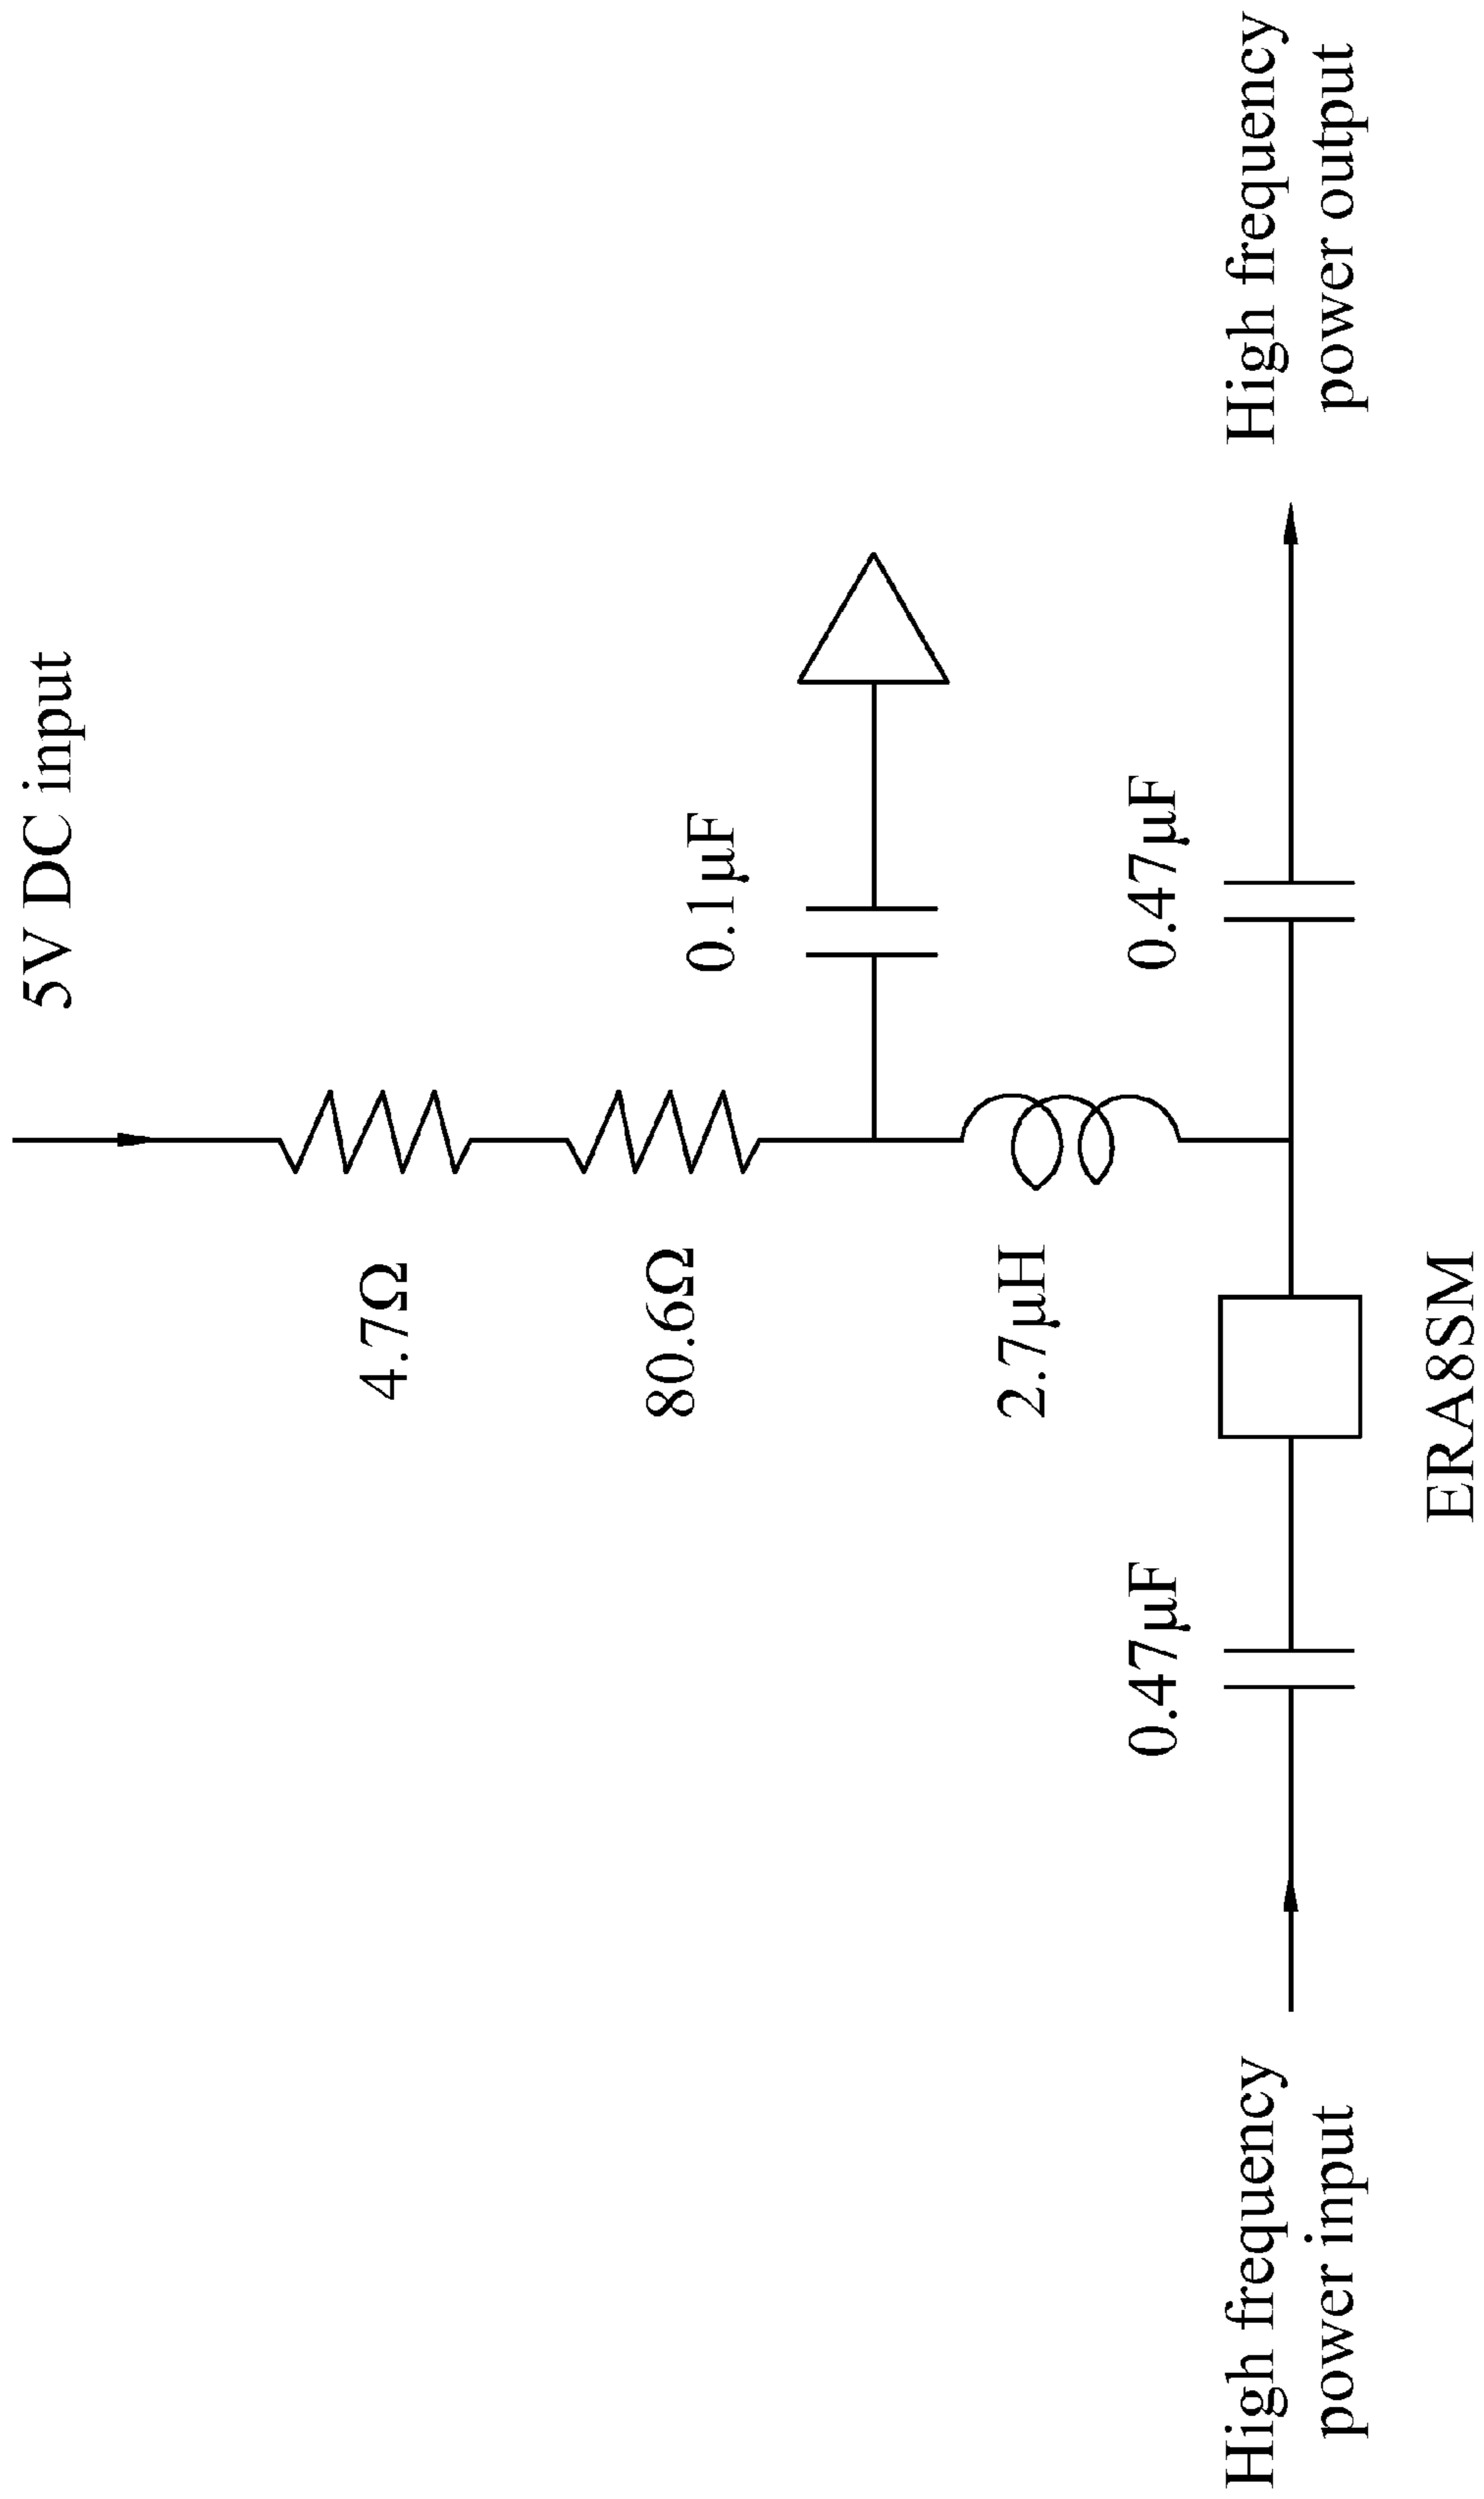 5V DC input
4.7Ω
80.6Ω
0.1μF
2.7μH
0.47μF
0.47μF
High frequency
power input
High frequency
power output
ERA8SM